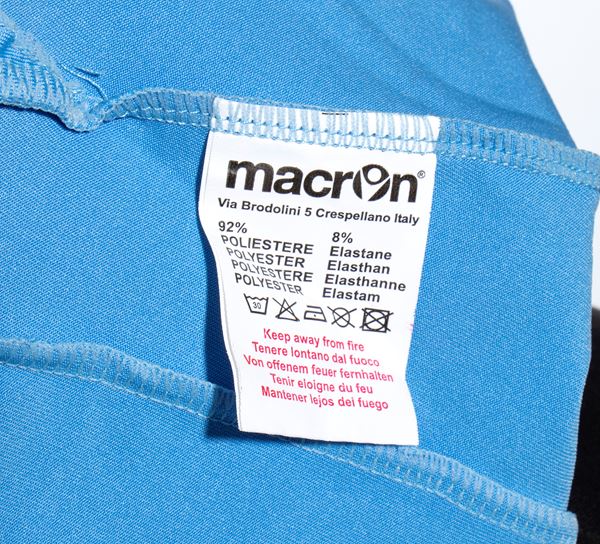 macron®
Via Brodolini 5 Crespellano Italy
92%
POLIESTERE
POLYESTER
POLYESTERE
POLYESTER
8%
Elastane
Elasthan
Elasthanne
Elastam
30
Keep away from fire
Tenere lontano dal fuoco
Von offenem feuer fernhalten
Tenir eloigne du feu
Mantener lejos del fuego